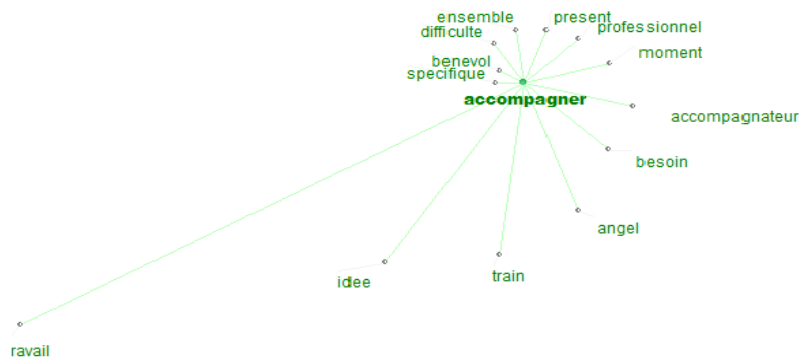 ensemble
present
difficulte
professionnel
moment
benevol
specifique
accompagner
accompagnateur
besoin
angel
idee
train
ravail